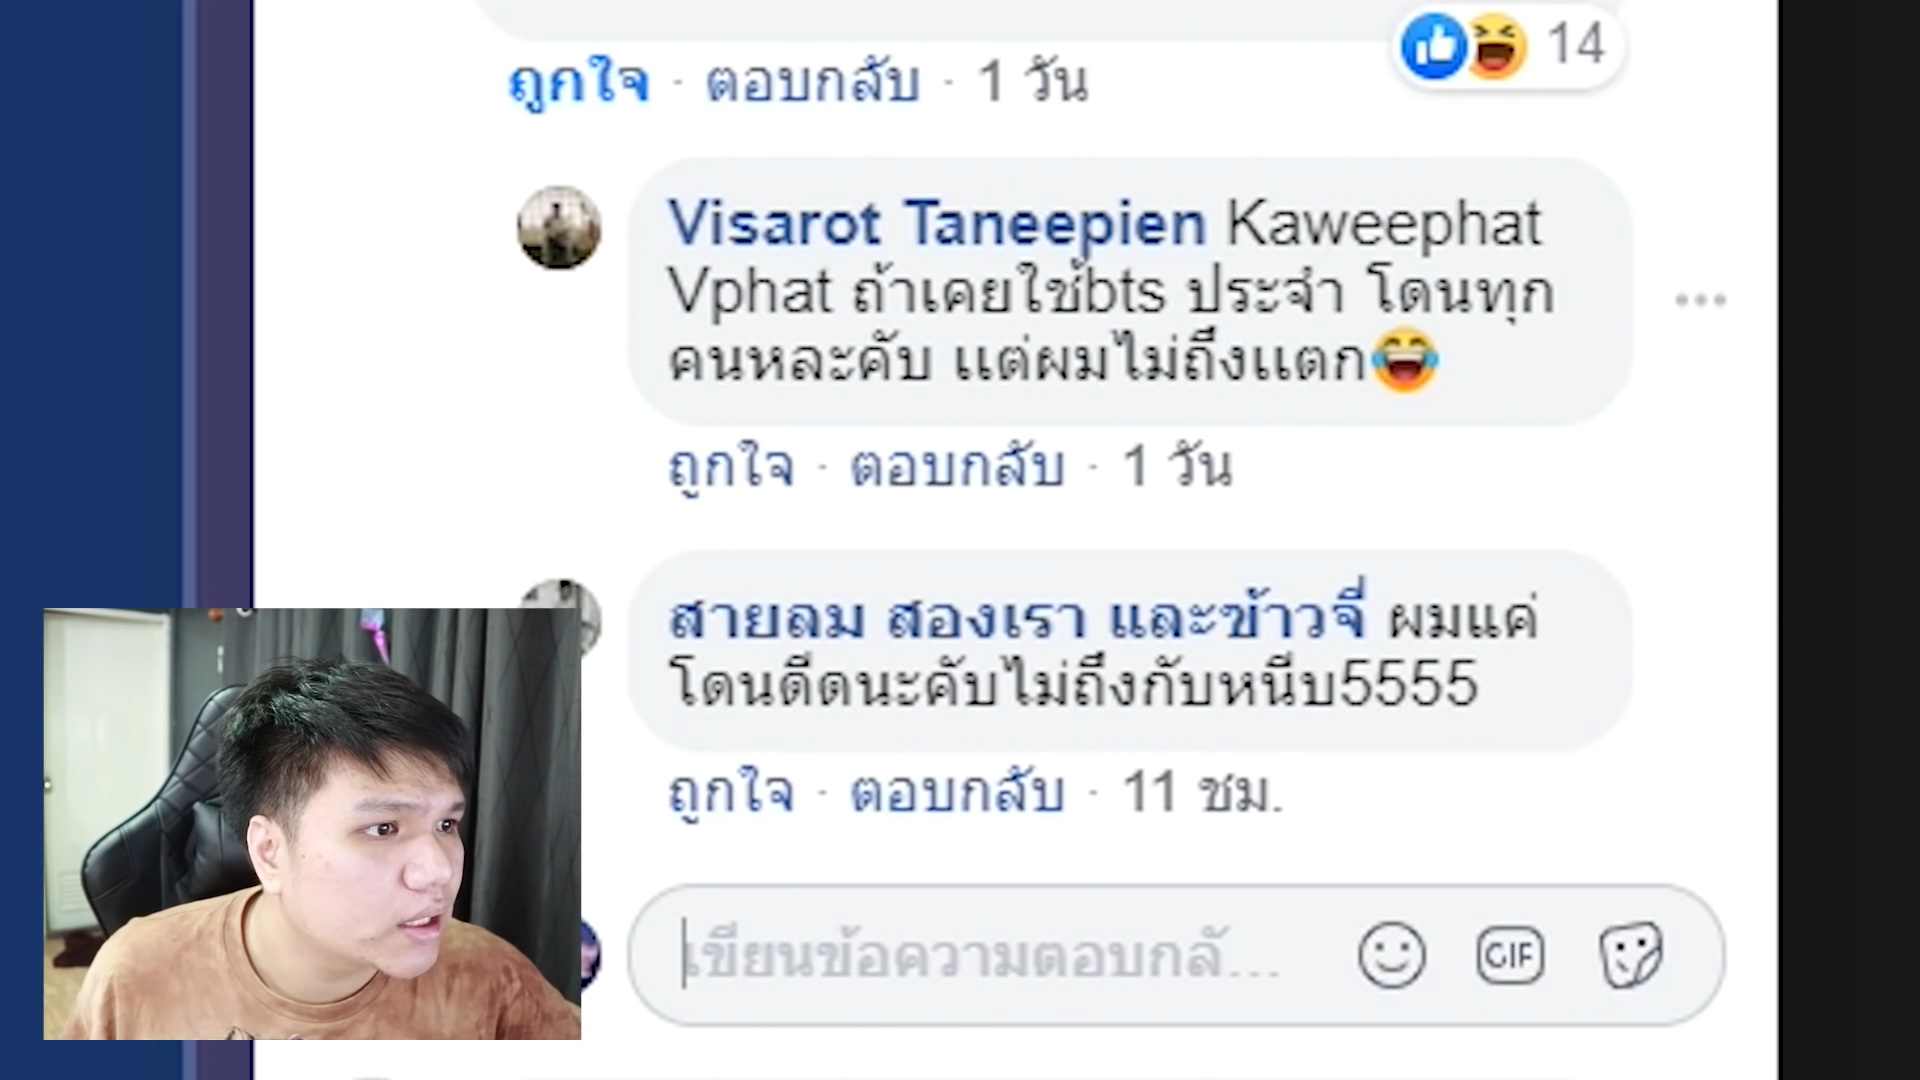 14
ถูกใจ · ตอบกลับ · 1 วัน
Visarot Taneepien Kaweephat
Vphat ถ้าเคยใช้bts ประจำ โดนทุก
คนหละคับ แต่ผมไม่ถึงแตก😂
ถูกใจ · ตอบกลับ · 1 วัน
สายลม สองเรา และข้าวจี่ ผมแค่
โดนดีดนะคับไม่ถึงกับหนีบ5555
ถูกใจ · ตอบกลับ · 11 ชม.
เขียนข้อความตอบกลั...
GIF